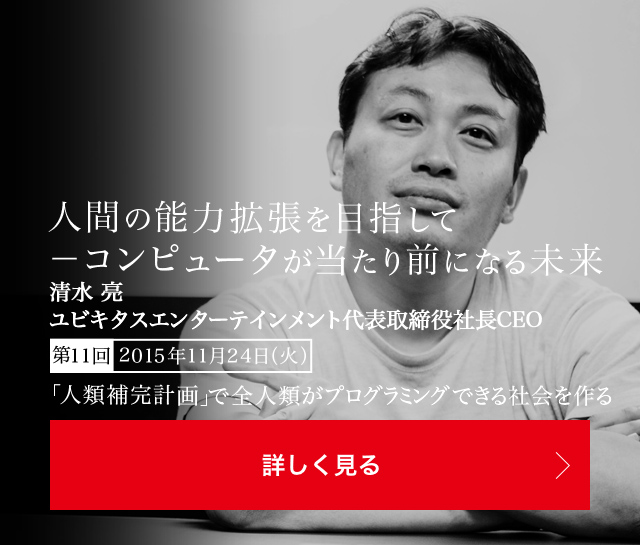 人間の能力拡張を目指して
－コンピュータが当たり前になる未来
清水 亮
ユビキタスエンターテインメント代表取締役社長CEO
第11回 2015年11月24日(火)
「人類補完計画」で全人類がプログラミングできる社会を作る
詳しく見る